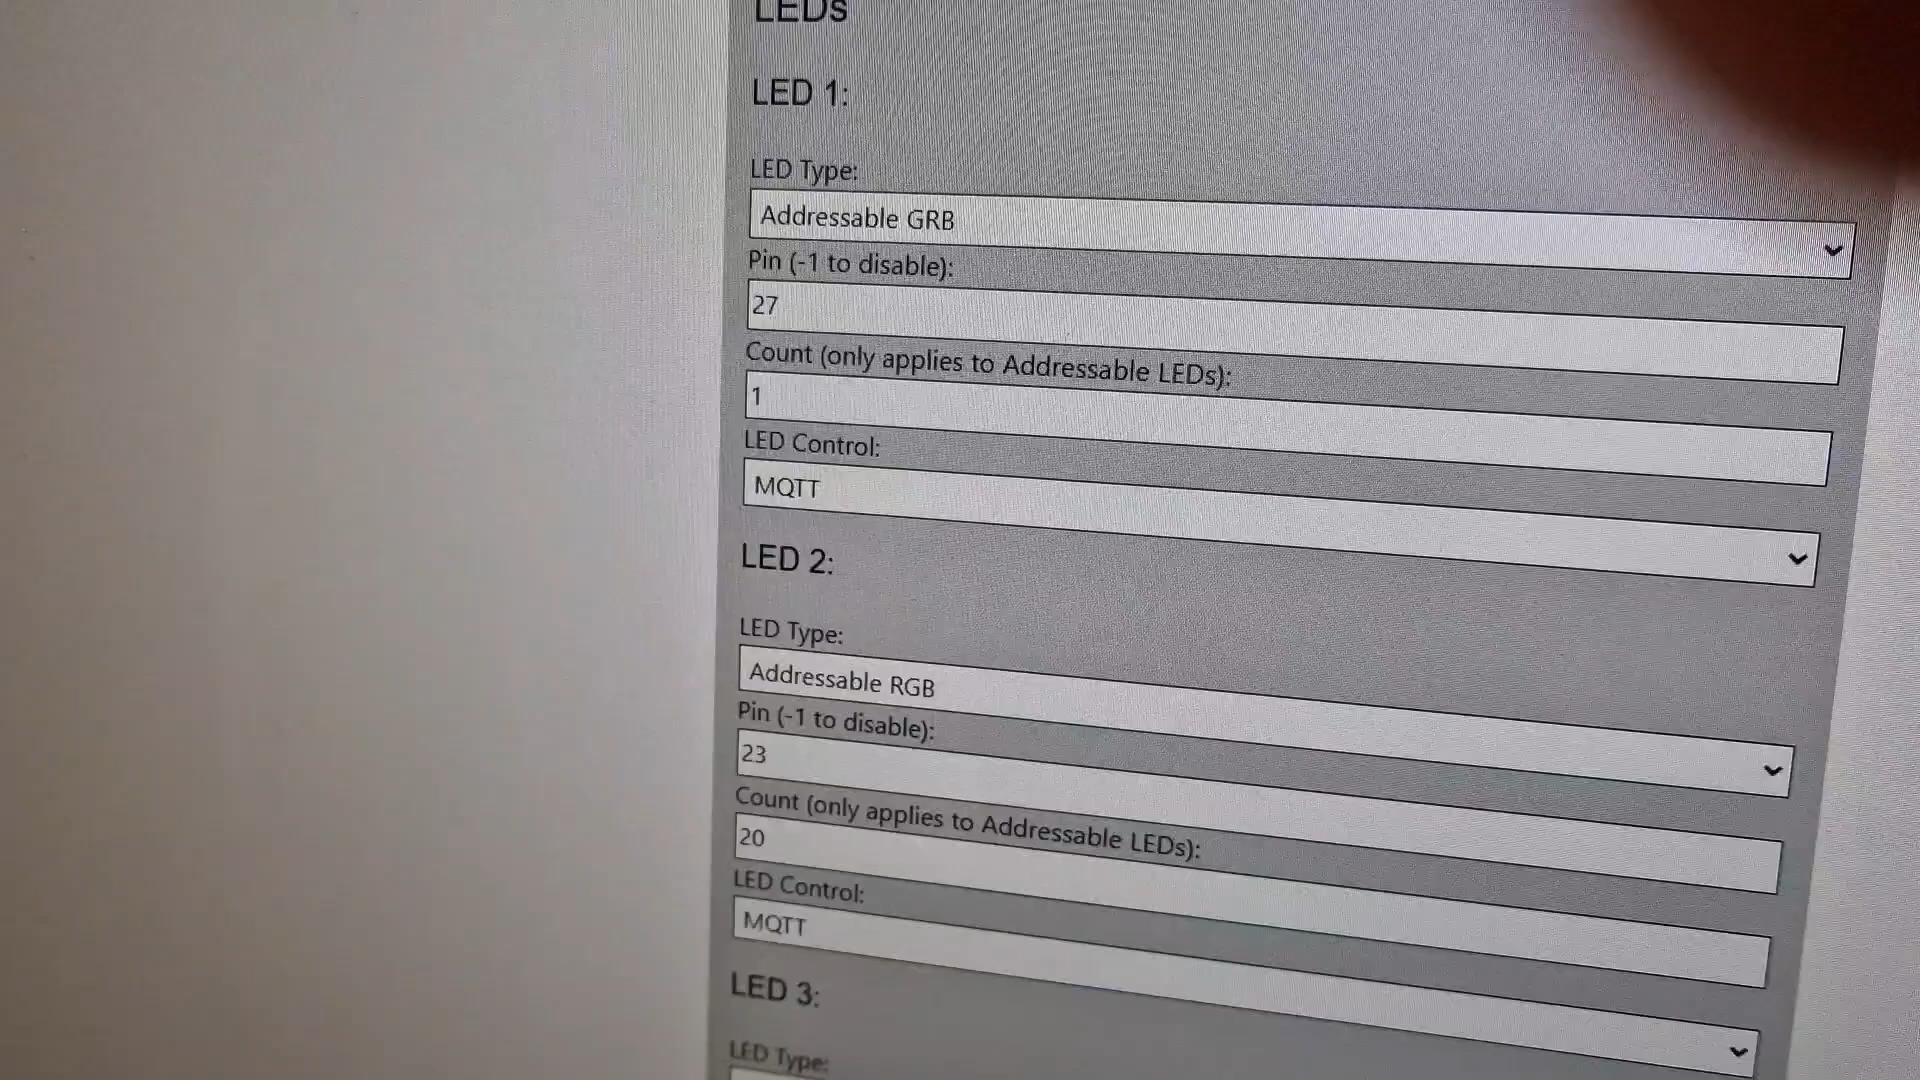 LEDs
LED 1:
LED Type:
Addressable GRB
Pin (-1 to disable):
27
Count (only applies to Addressable LEDs):
1
LED Control:
MQTT
LED 2:
LED Type:
Addressable RGB
Pin (-1 to disable):
23
Count (only applies to Addressable LEDs):
20
LED Control:
MQTT
LED 3:
LED Type: